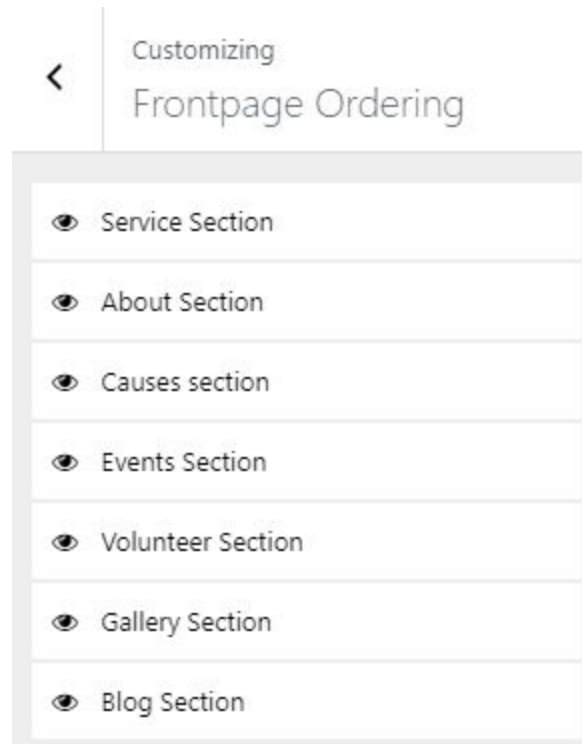 Customizing
Frontpage Ordering
Service Section
About Section
Causes section
Events Section
Volunteer Section
Gallery Section
Blog Section